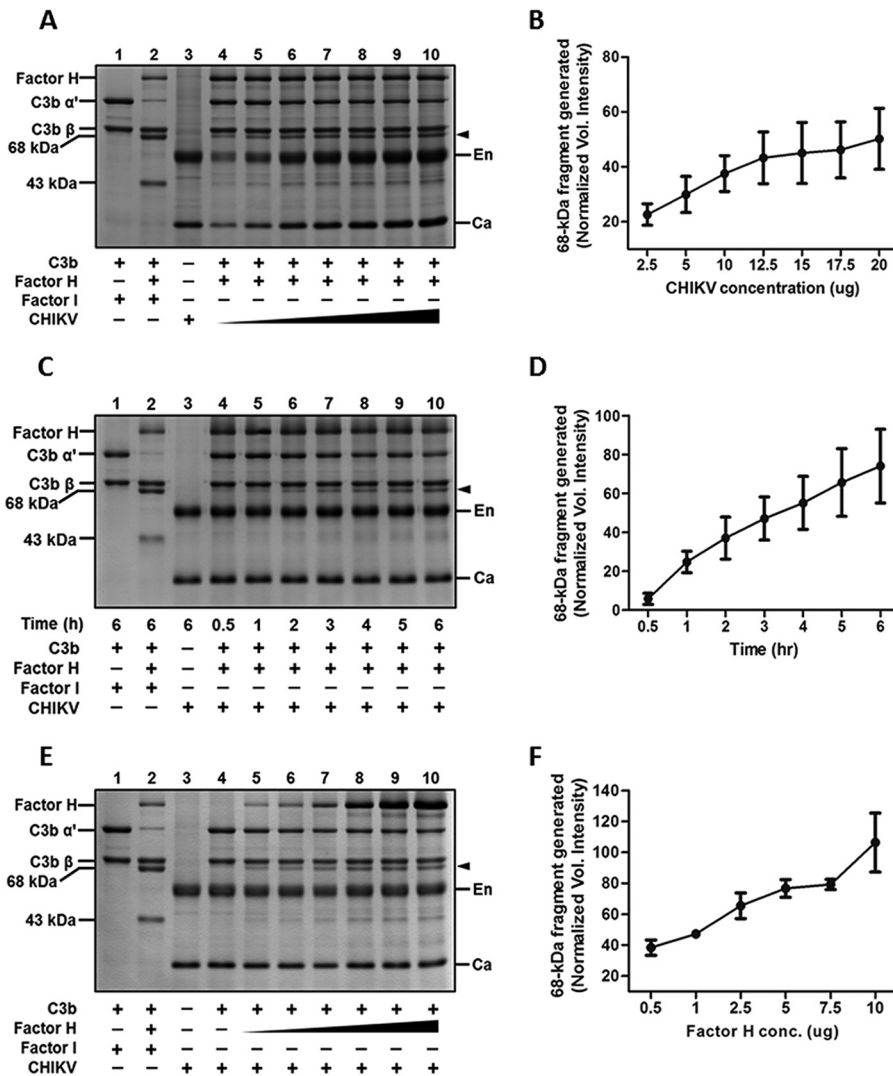 A
1 2 3 4 5 6 7 8 9 10
Factor H
C3b α'
C3b β
68 kDa
43 kDa
En
Ca
C3b + + – + + + + + + +
Factor H – + – + + + + + + +
Factor I + + – – – – – – – –
CHIKV – – +
B
68-kDa fragment generated
(Normalized Vol. Intensity)
80
60
40
20
2.5 5 10 12.5 15 17.5 20
CHIKV concentration (ug)
C
1 2 3 4 5 6 7 8 9 10
Factor H
C3b α'
C3b β
68 kDa
43 kDa
En
Ca
Time (h) 6 6 6 0.5 1 2 3 4 5 6
C3b + + – + + + + + + +
Factor H – + – + + + + + + +
Factor I + + – – – – – – – –
CHIKV – – + + + + + + + +
D
68-kDa fragment generated
(Normalized Vol. Intensity)
100
80
60
40
20
0
0.5 1 2 3 4 5 6
Time (hr)
E
1 2 3 4 5 6 7 8 9 10
Factor H
C3b α'
C3b β
68 kDa
43 kDa
En
Ca
C3b + + – + + + + + + +
Factor H – + – –
Factor I + + – – – – – – – –
CHIKV – – + + + + + + + +
F
68-kDa fragment generated
(Normalized Vol. Intensity)
140
120
100
80
60
40
20
0.5 1 2.5 5 7.5 10
Factor H conc. (ug)